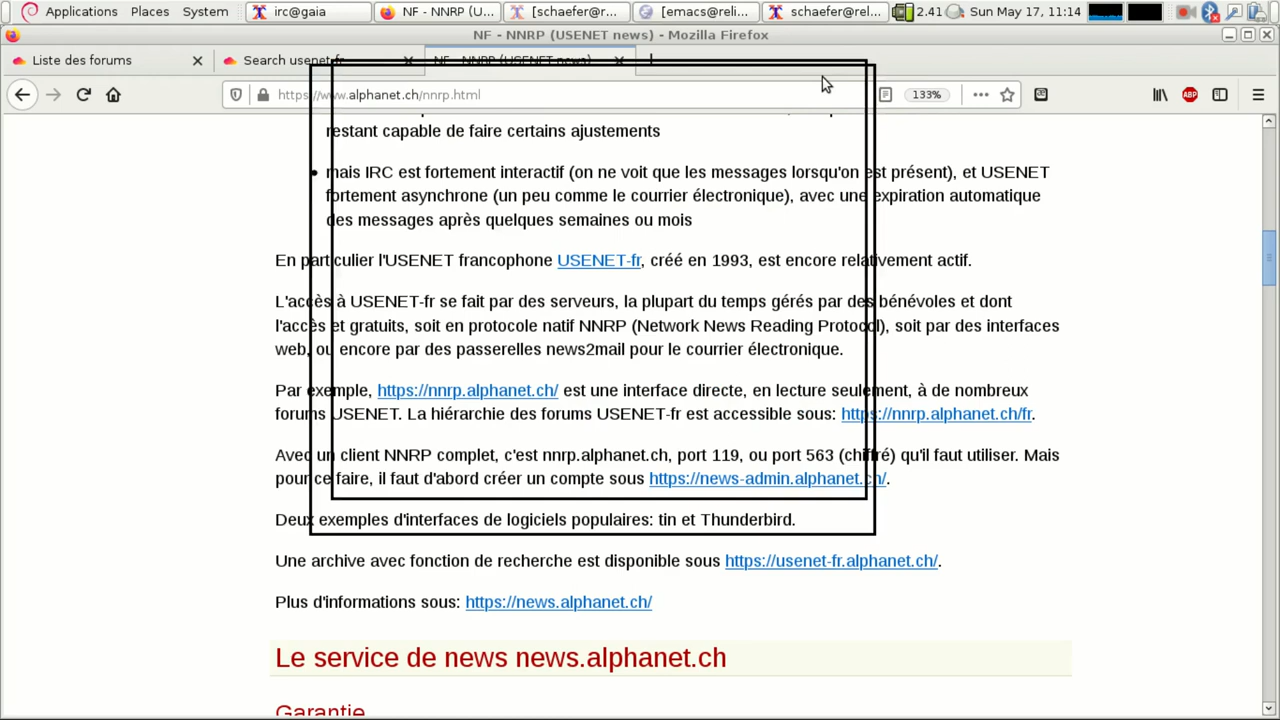 Applications Places System irc@gaia NF - NNRP (U... [schaefer@r... [emacs@reli... schaefer@rel... 2.41 Sun May 17, 11:14
NF - NNRP (USENET news) - Mozilla Firefox
Liste des forums Search usenet-fr NF - NNRP (USENET news)
https://www.alphanet.ch/nnrp.html 133% ABP
restant capable de faire certains ajustements
• mais IRC est fortement interactif (on ne voit que les messages lorsqu'on est présent), et USENET
fortement asynchrone (un peu comme le courrier électronique), avec une expiration automatique
des messages après quelques semaines ou mois
En particulier l'USENET francophone USENET-fr, créé en 1993, est encore relativement actif.
L'accès à USENET-fr se fait par des serveurs, la plupart du temps gérés par des bénévoles et dont
l'accès et gratuits, soit en protocole natif NNRP (Network News Reading Protocol), soit par des interfaces
web, ou encore par des passerelles news2mail pour le courrier électronique.
Par exemple, https://nnrp.alphanet.ch/ est une interface directe, en lecture seulement, à de nombreux
forums USENET. La hiérarchie des forums USENET-fr est accessible sous: https://nnrp.alphanet.ch/fr.
Avec un client NNRP complet, c'est nnrp.alphanet.ch, port 119, ou port 563 (chiffré) qu'il faut utiliser. Mais
pour ce faire, il faut d'abord créer un compte sous https://news-admin.alphanet.ch/.
Deux exemples d'interfaces de logiciels populaires: tin et Thunderbird.
Une archive avec fonction de recherche est disponible sous https://usenet-fr.alphanet.ch/.
Plus d'informations sous: https://news.alphanet.ch/
Le service de news news.alphanet.ch
Garantie